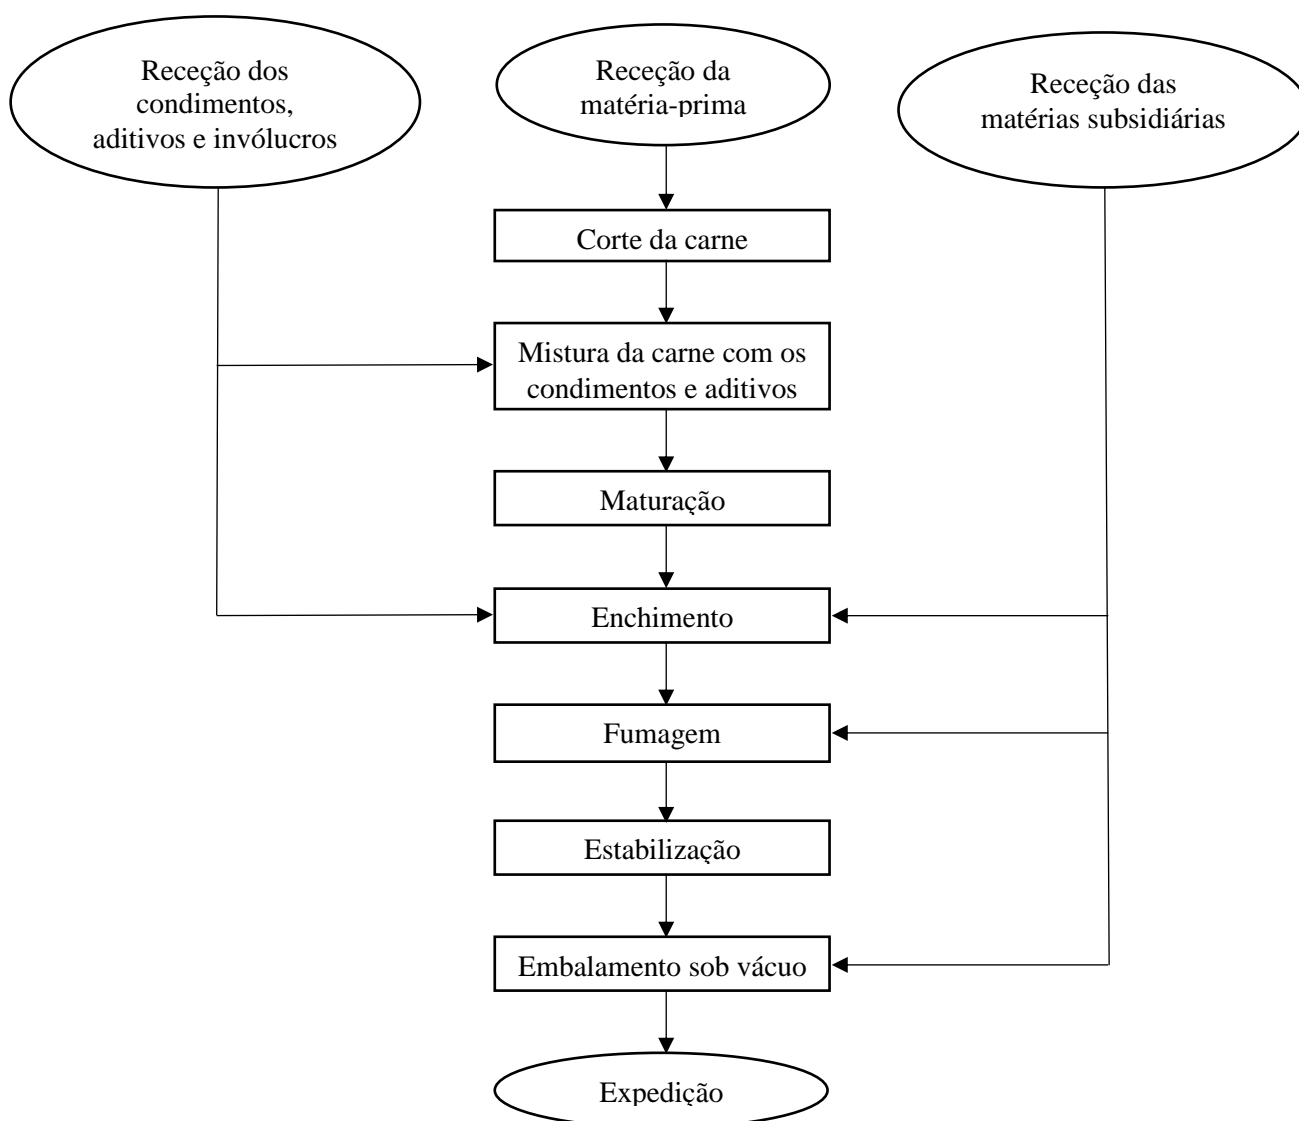 Receção dos
condimentos,
aditivos e invólucros
Receção da
matéria-prima
Receção das
matérias subsidiárias
Corte da carne
Mistura da carne com os
condimentos e aditivos
Maturação
Enchimento
Fumagem
Estabilização
Embalamento sob vácuo
Expedição